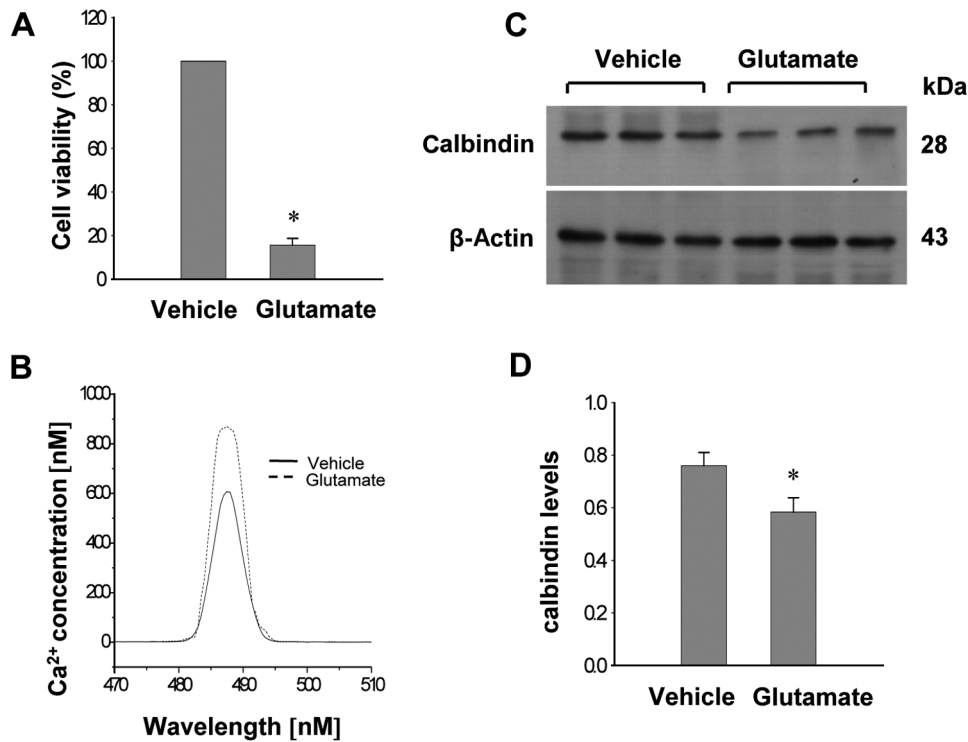 A
120
100
80
60
40
20
0
Cell viability (%)
*
Vehicle Glutamate
B
1000
800
600
400
200
0
Ca²⁺ concentration [nM]
Vehicle
Glutamate
470 480 490 500 510
Wavelength [nM]
C
Vehicle Glutamate
kDa
Calbindin 28
β-Actin 43
D
1.0
0.8
0.6
0.4
0.2
0.0
calbindin levels
*
Vehicle Glutamate